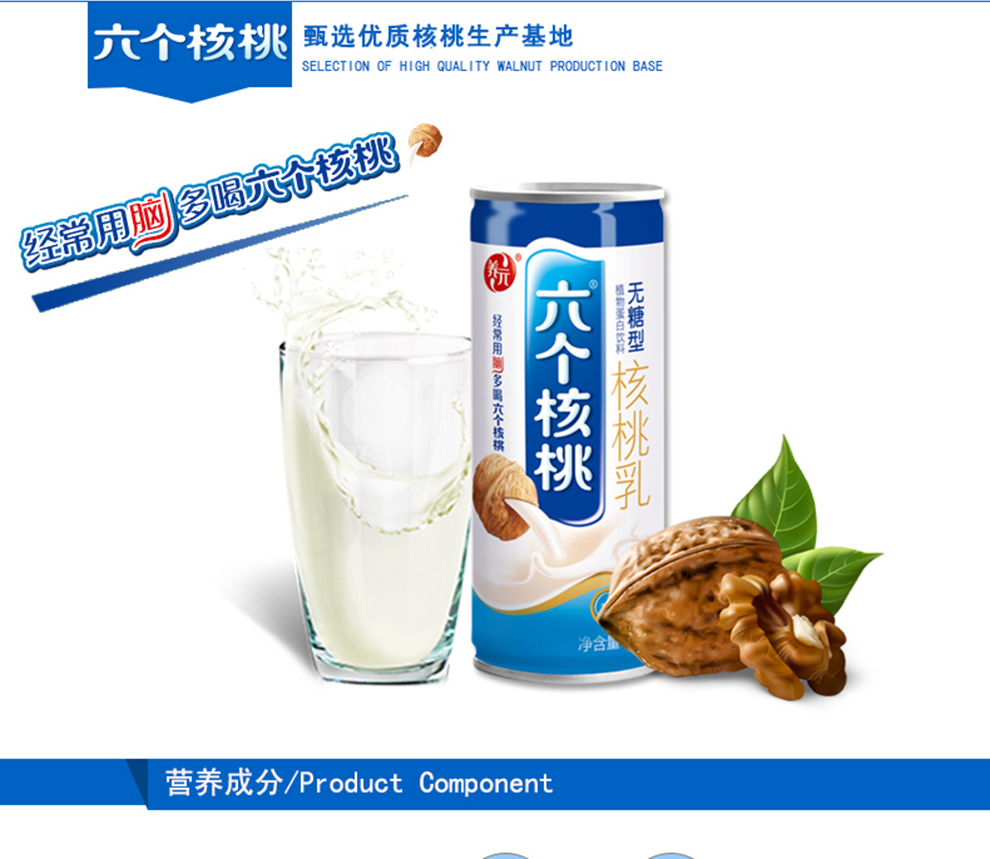 六个核桃
甄选优质核桃生产基地
SELECTION OF HIGH QUALITY WALNUT PRODUCTION BASE
经常用脑 多喝六个核桃
养元
®
六个核桃
®
经常用脑 多喝六个核桃
无糖型
植物蛋白饮料
核桃乳
净含量
营养成分/Product Component